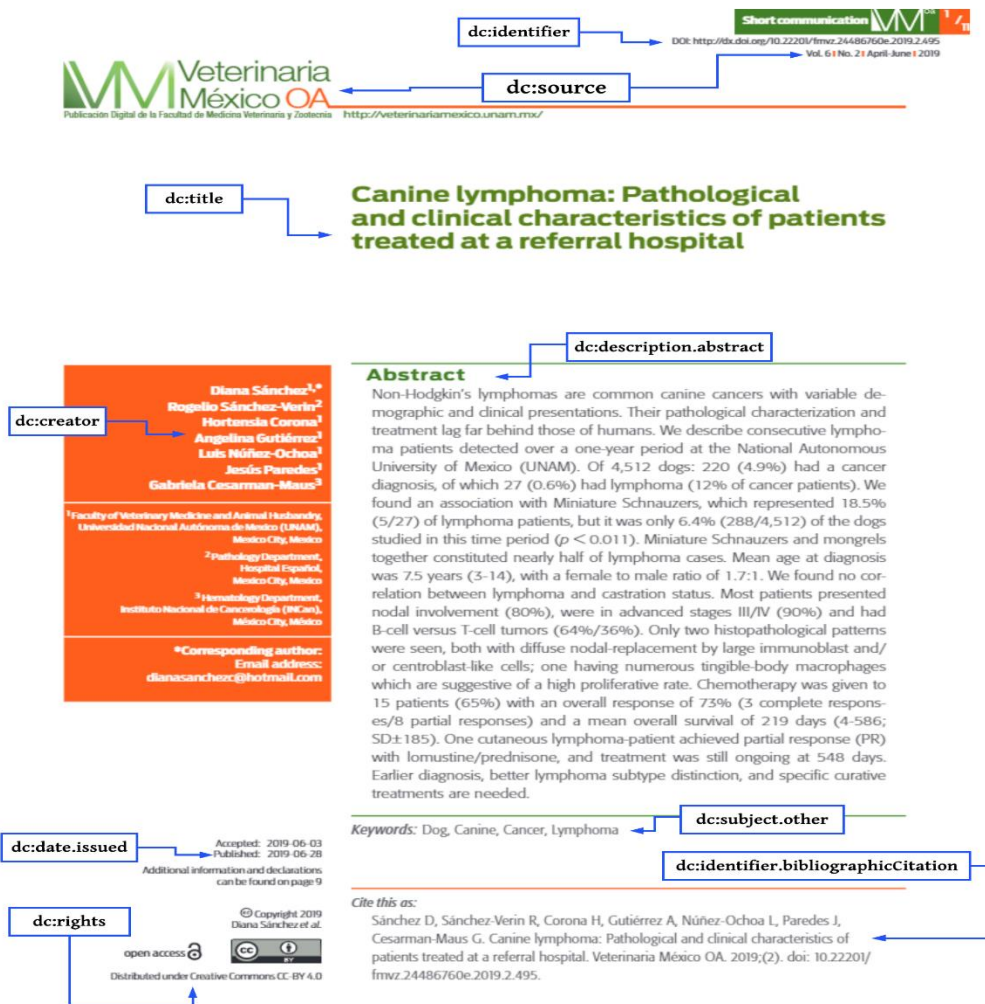 Short communication
dc:identifier
DOI: http://dx.doi.org/10.22201/fmvz.24486760e.2019.2.495
Vol. 6 No. 2 April-June 2019
Veterinaria
México OA
dc:source
Publicación Digital de la Facultad de Medicina Veterinaria y Zootecnia http://veterinariamexico.unam.mx/
dc:title
Canine lymphoma: Pathological
and clinical characteristics of patients
treated at a referral hospital
dc:description.abstract
dc:creator
Diana Sánchez1,*
Rogelio Sánchez-Verin2
Hortensia Corona1
Angelina Gutiérrez1
Luis Núñez-Ochoa1
Jesús Paredes1
Gabriela Cesarman-Maus3
1Faculty of Veterinary Medicine and Animal Husbandry,
Universidad Nacional Autónoma de Mexico (UNAM),
Mexico City, Mexico
2Pathology Department,
Hospital Español,
Mexico City, Mexico
3Hematology Department,
Instituto Nacional de Cancerología (INCan),
México City, México
*Corresponding author:
Email address:
dianasanchezc@hotmail.com
Abstract
Non-Hodgkin's lymphomas are common canine cancers with variable de-
mographic and clinical presentations. Their pathological characterization and
treatment lag far behind those of humans. We describe consecutive lympho-
ma patients detected over a one-year period at the National Autonomous
University of Mexico (UNAM). Of 4,512 dogs: 220 (4.9%) had a cancer
diagnosis, of which 27 (0.6%) had lymphoma (12% of cancer patients). We
found an association with Miniature Schnauzers, which represented 18.5%
(5/27) of lymphoma patients, but it was only 6.4% (288/4,512) of the dogs
studied in this time period (p < 0.011). Miniature Schnauzers and mongrels
together constituted nearly half of lymphoma cases. Mean age at diagnosis
was 7.5 years (3-14), with a female to male ratio of 1.7:1. We found no cor-
relation between lymphoma and castration status. Most patients presented
nodal involvement (80%), were in advanced stages III/IV (90%) and had
B-cell versus T-cell tumors (64%/36%). Only two histopathological patterns
were seen, both with diffuse nodal-replacement by large immunoblast and/
or centroblast-like cells; one having numerous tingible-body macrophages
which are suggestive of a high proliferative rate. Chemotherapy was given to
15 patients (65%) with an overall response of 73% (3 complete respons-
es/8 partial responses) and a mean overall survival of 219 days (4-586;
SD±185). One cutaneous lymphoma-patient achieved partial response (PR)
with lomustine/prednisone, and treatment was still ongoing at 548 days.
Earlier diagnosis, better lymphoma subtype distinction, and specific curative
treatments are needed.
Keywords: Dog, Canine, Cancer, Lymphoma
dc:subject.other
dc:date.issued
Accepted: 2019-06-03
Published: 2019-06-28
Additional information and declarations
can be found on page 9
dc:identifier.bibliographicCitation
dc:rights
© Copyright 2019
Diana Sánchez et al.
open access
cc BY
Distributed under Creative Commons CC-BY 4.0
Cite this as:
Sánchez D, Sánchez-Verin R, Corona H, Gutiérrez A, Núñez-Ochoa L, Paredes J,
Cesarman-Maus G. Canine lymphoma: Pathological and clinical characteristics of
patients treated at a referral hospital. Veterinaria México OA. 2019;(2). doi: 10.22201/
fmvz.24486760e.2019.2.495.